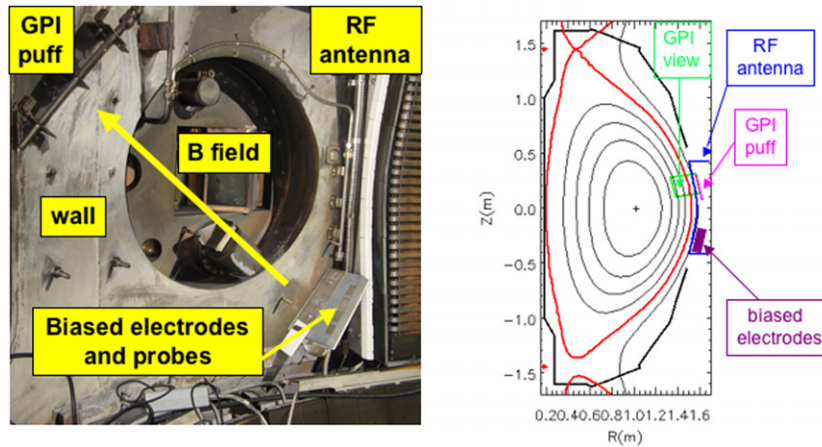 GPI
puff
RF
antenna
B field
wall
Biased electrodes
and probes
1.5
1.0
0.5
0.0
-0.5
-1.0
-1.5
Z(m)
0.20.40.60.81.01.21.41.6
R(m)
GPI
view
RF
antenna
GPI
puff
biased
electrodes